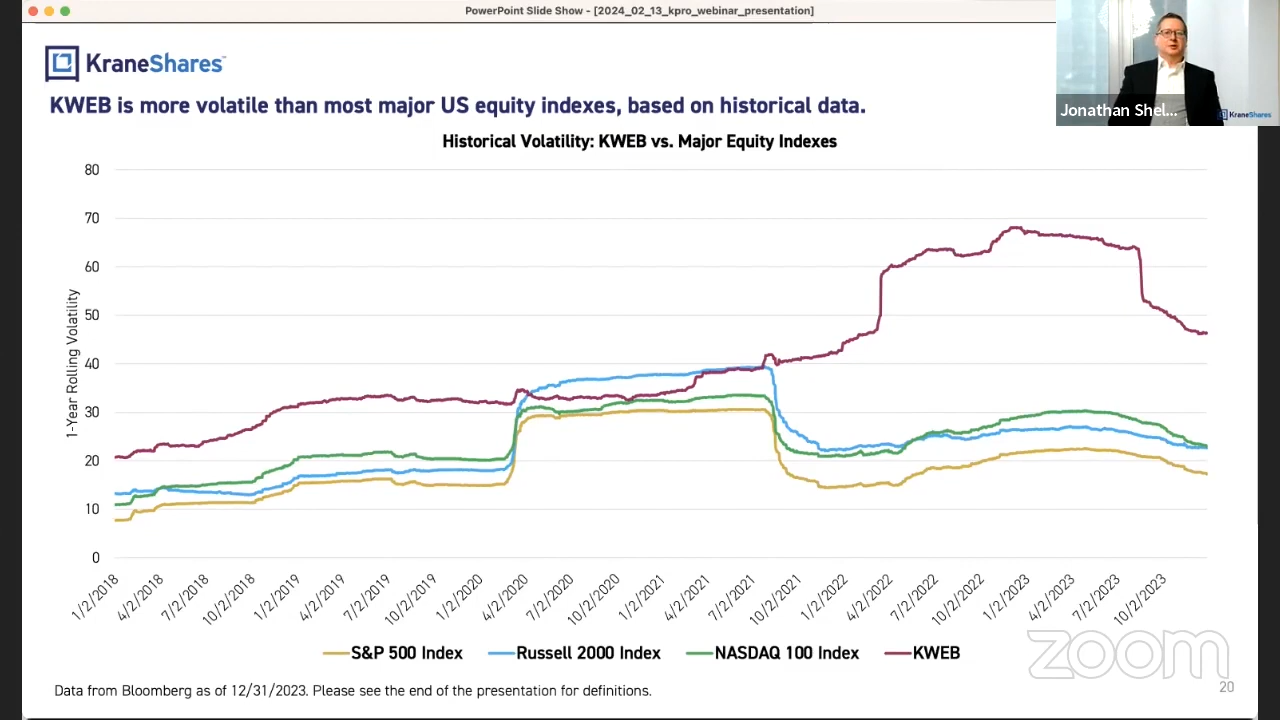 PowerPoint Slide Show - [2024_02_13_kpro_webinar_presentation]
KraneShares™
KWEB is more volatile than most major US equity indexes, based on historical data.
Jonathan Shel...
KraneShares
Historical Volatility: KWEB vs. Major Equity Indexes
1-Year Rolling Volatility
80
70
60
50
40
30
20
10
0
1/2/2018
4/2/2018
7/2/2018
10/2/2018
1/2/2019
4/2/2019
7/2/2019
10/2/2019
1/2/2020
4/2/2020
7/2/2020
10/2/2020
1/2/2021
4/2/2021
7/2/2021
10/2/2021
1/2/2022
4/2/2022
7/2/2022
10/2/2022
1/2/2023
4/2/2023
7/2/2023
10/2/2023
S&P 500 Index
Russell 2000 Index
NASDAQ 100 Index
KWEB
zoom
Data from Bloomberg as of 12/31/2023. Please see the end of the presentation for definitions.
20